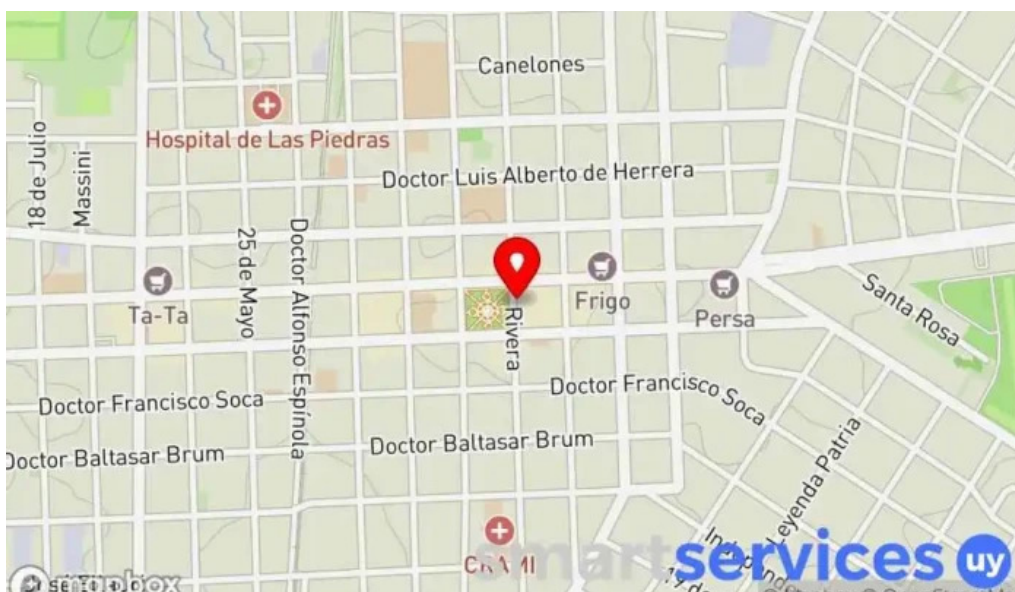 Canelones
Hospital de Las Piedras
Doctor Luis Alberto de Herrera
18 de Julio
Massini
25 de Mayo
Doctor Alfonso Espínola
Ta-Ta
Frigo
Persa
Santa Rosa
Rivera
Doctor Francisco Soca
Doctor Francisco Soca
Doctor Baltasar Brum
Doctor Baltasar Brum
Leyenda Patria
smartservices uy
mapbox